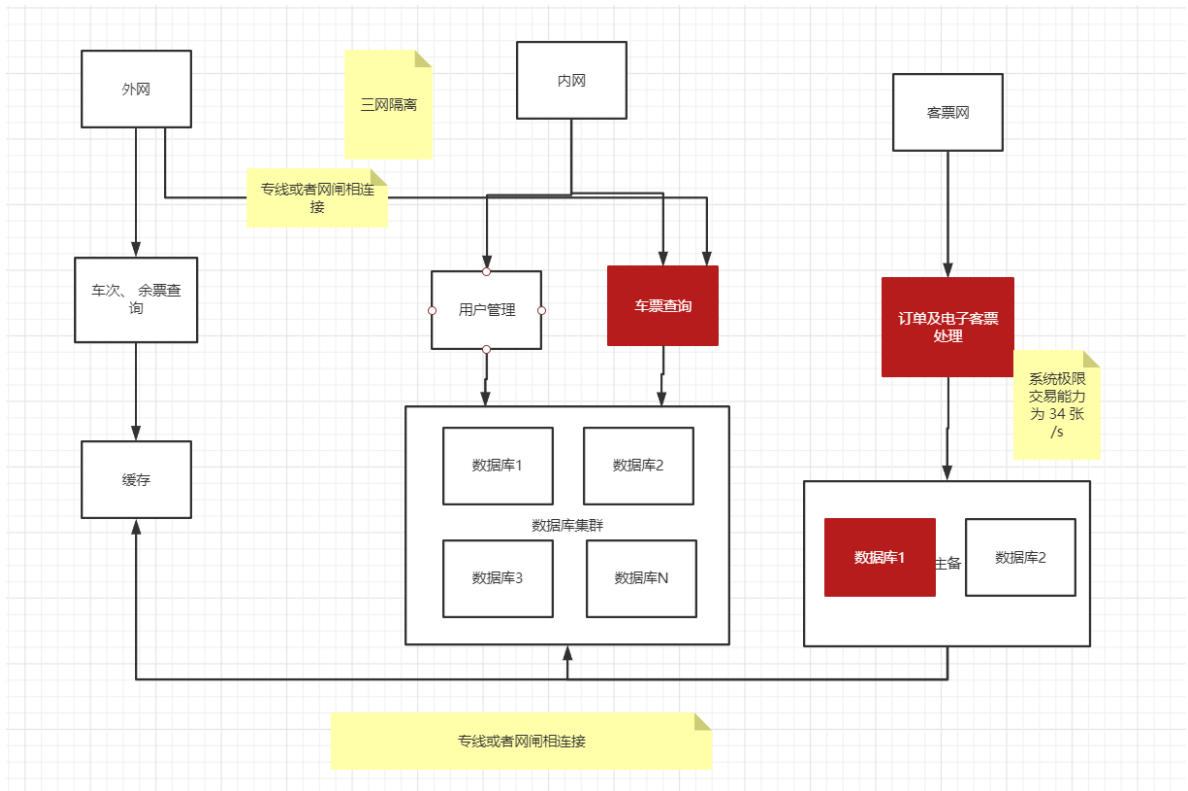 外网
三网隔离
内网
客票网
专线或者网闸相连
接
车次、 余票查
询
用户管理
车票查询
订单及电子客票
处理
系统极限
交易能力
为 34 张
/s
缓存
数据库1
数据库2
数据库集群
数据库3
数据库N
数据库1
主备
数据库2
专线或者网闸相连接